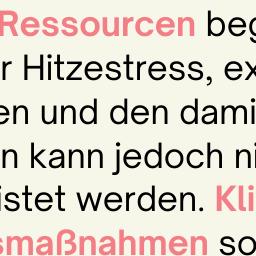 Ressourcen beg
r Hitzestress, ex
en und den dami
n kann jedoch ni
istet werden. Kli
smaßnahmen so